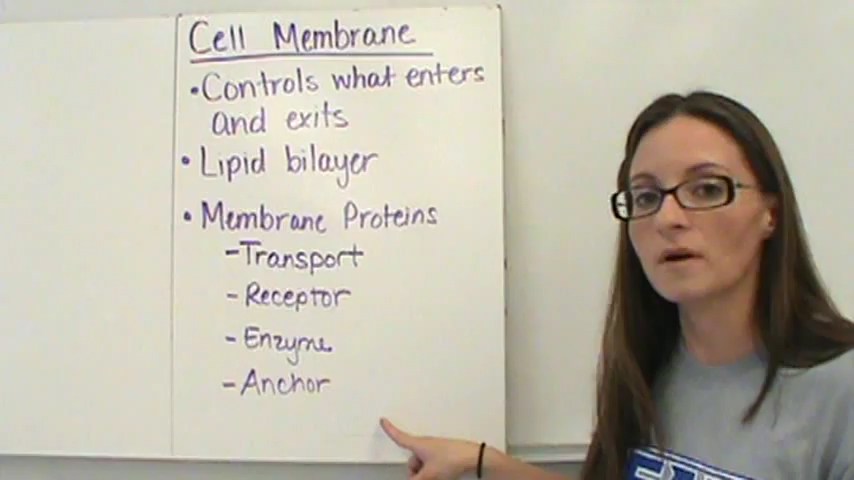 Cell Membrane
•Controls what enters
and exits
•Lipid bilayer
•Membrane Proteins
-Transport
-Receptor
-Enzyme
-Anchor